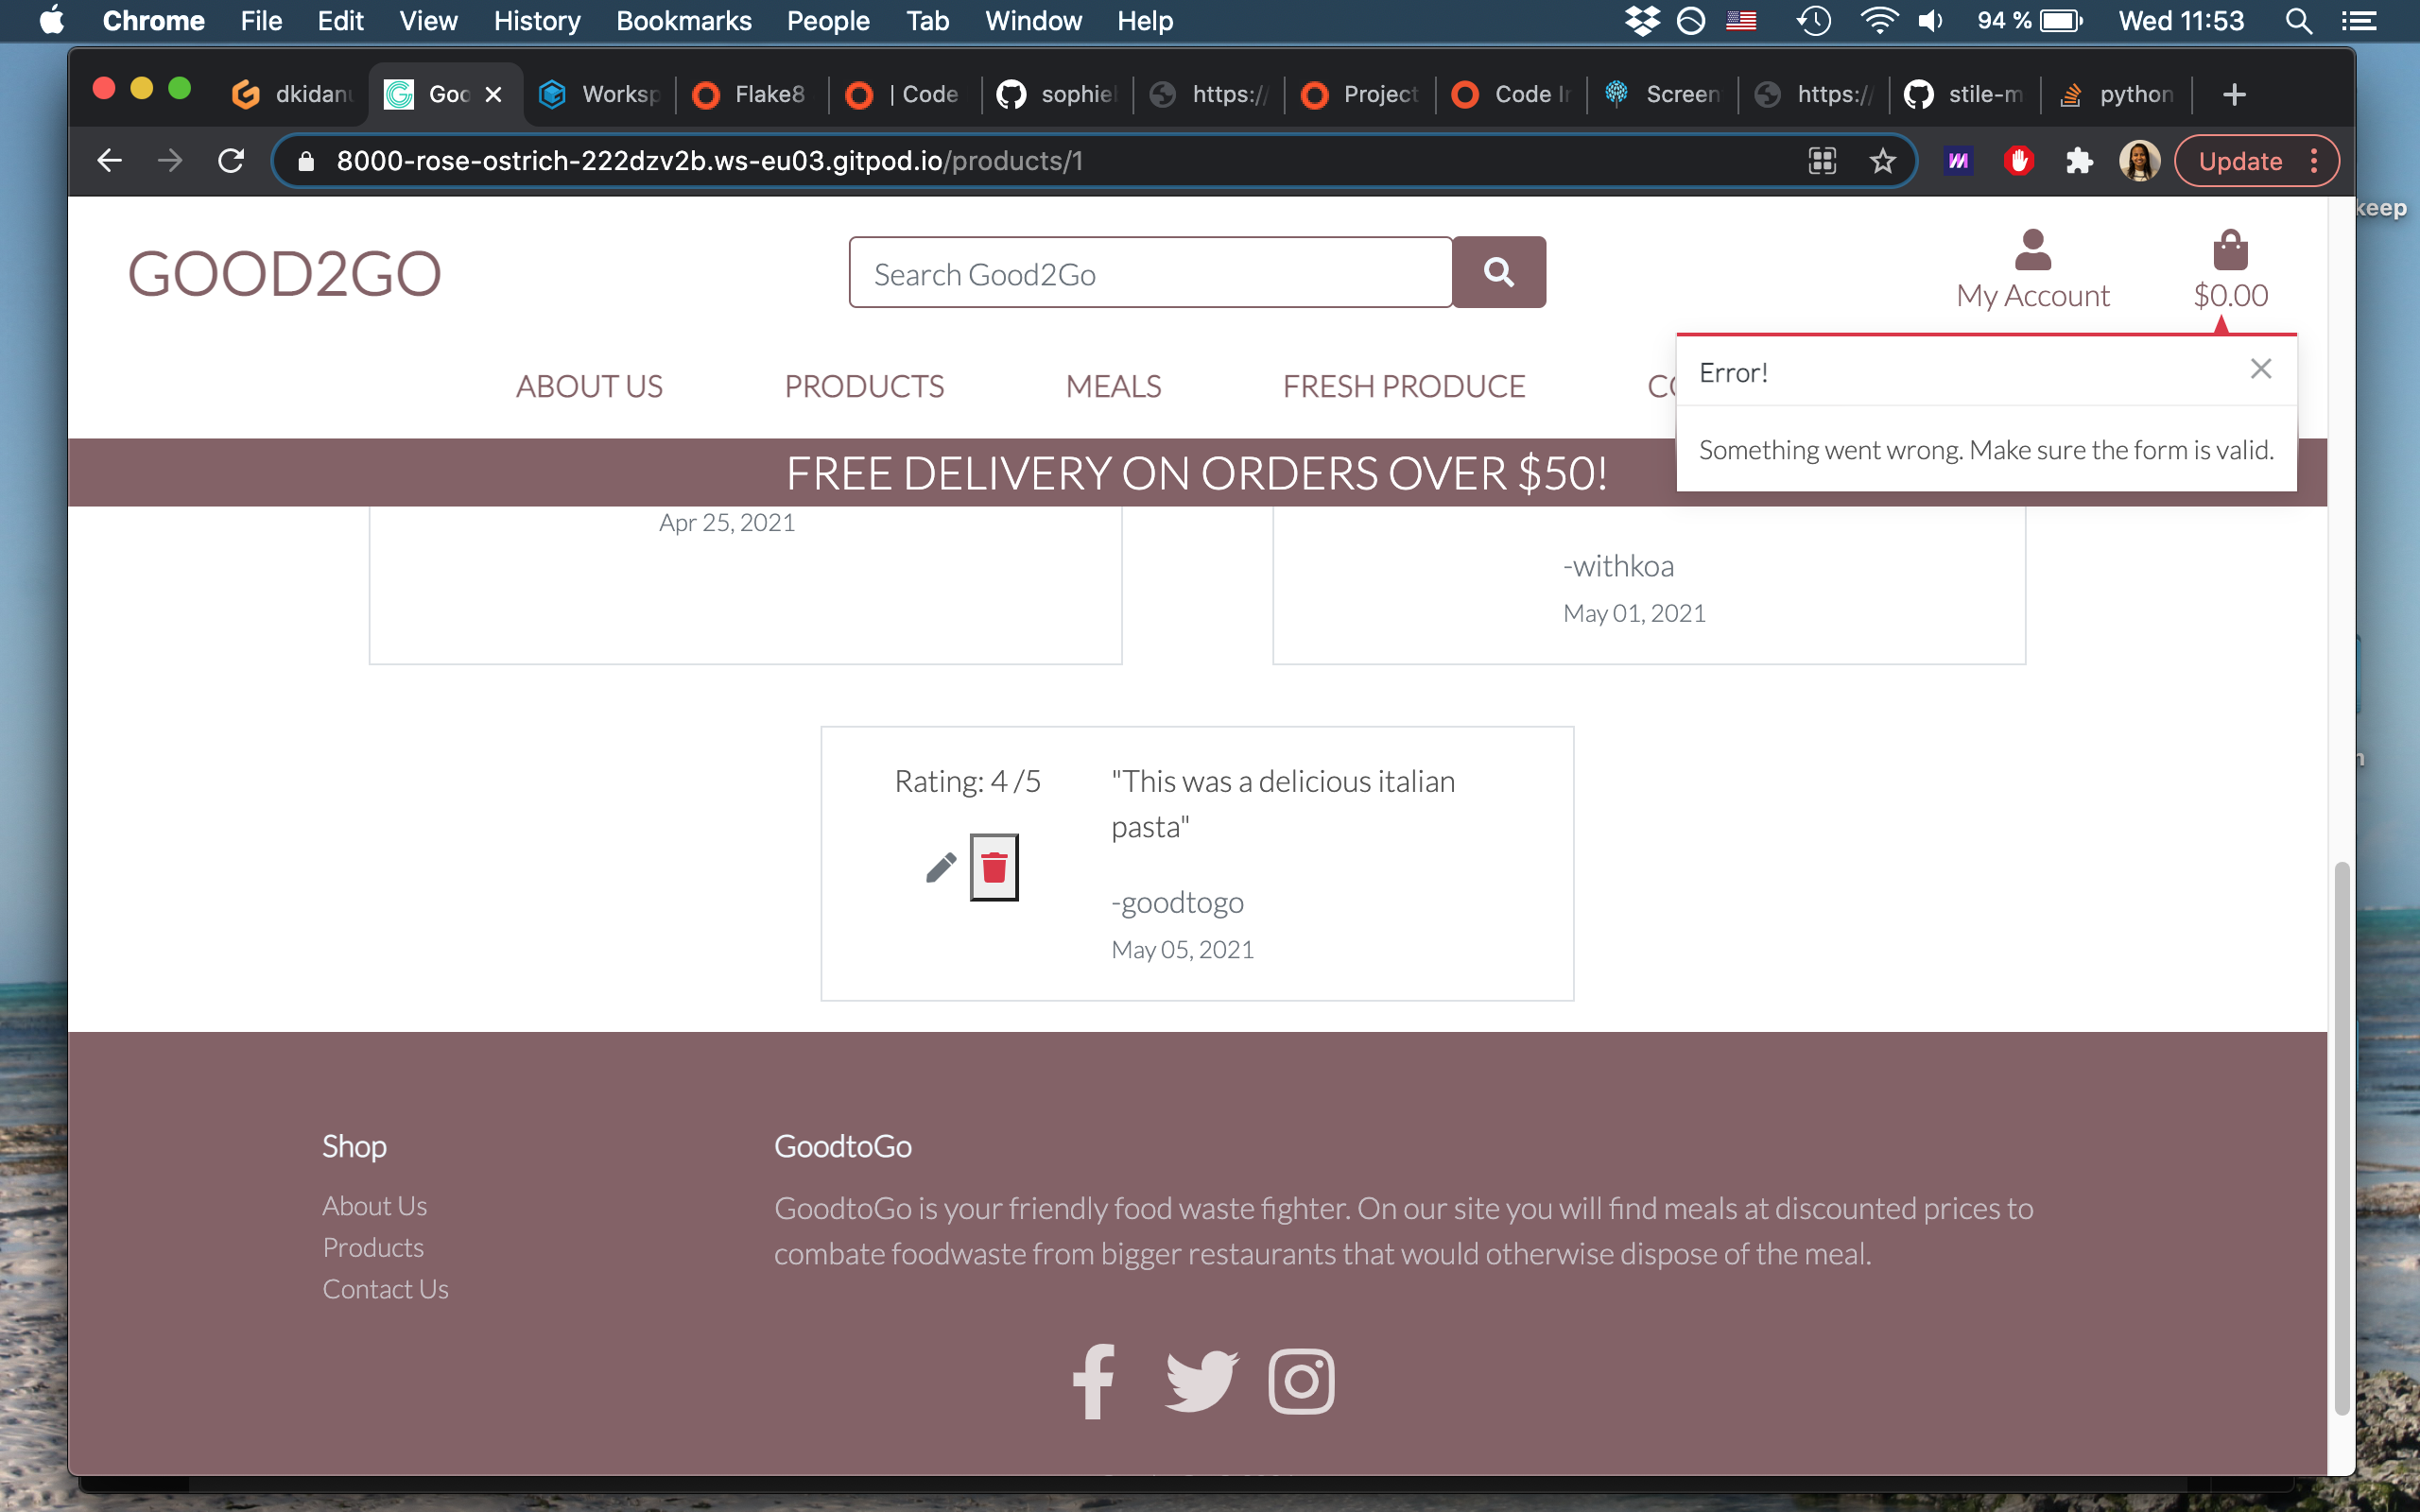 Chrome File Edit View History Bookmarks People Tab Window Help 94 % Wed 11:53
dkidanu Goo Worksp Flake8 | Code sophie https:// Project Code In Screen https:// stile-m python
8000-rose-ostrich-222dzv2b.ws-eu03.gitpod.io/products/1 Update
keep
GOOD2GO
Search Good2Go
My Account
$0.00
ABOUT US PRODUCTS MEALS FRESH PRODUCE
Error!
Something went wrong. Make sure the form is valid.
FREE DELIVERY ON ORDERS OVER $50!
Apr 25, 2021
-withkoa
May 01, 2021
Rating: 4 /5
"This was a delicious italian
pasta"
-goodtogo
May 05, 2021
Shop
About Us
Products
Contact Us
GoodtoGo
GoodtoGo is your friendly food waste fighter. On our site you will find meals at discounted prices to
combate foodwaste from bigger restaurants that would otherwise dispose of the meal.